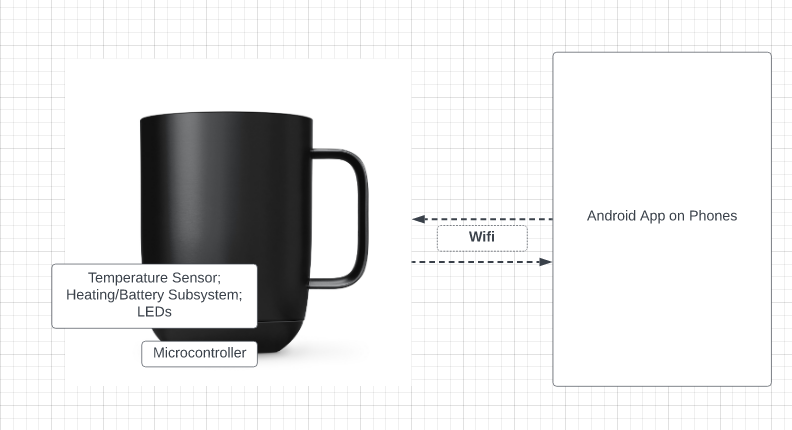 Temperature Sensor;
Heating/Battery Subsystem;
LEDs
Microcontroller
Wifi
Android App on Phones